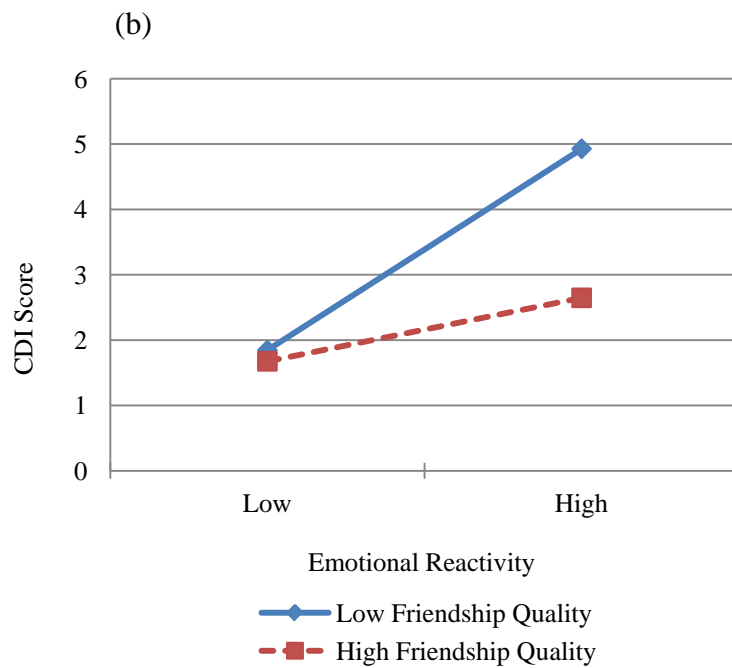 (b)
6
5
4
3
2
1
0
CDI Score
Low High
Emotional Reactivity
Low Friendship Quality
High Friendship Quality